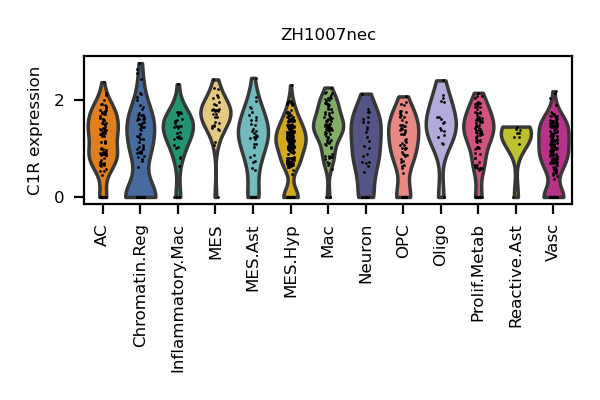 ZH1007nec
C1R expression
2
0
AC
Chromatin.Reg
Inflammatory.Mac
MES
MES.Ast
MES.Hyp
Mac
Neuron
OPC
Oligo
Prolif.Metab
Reactive.Ast
Vasc